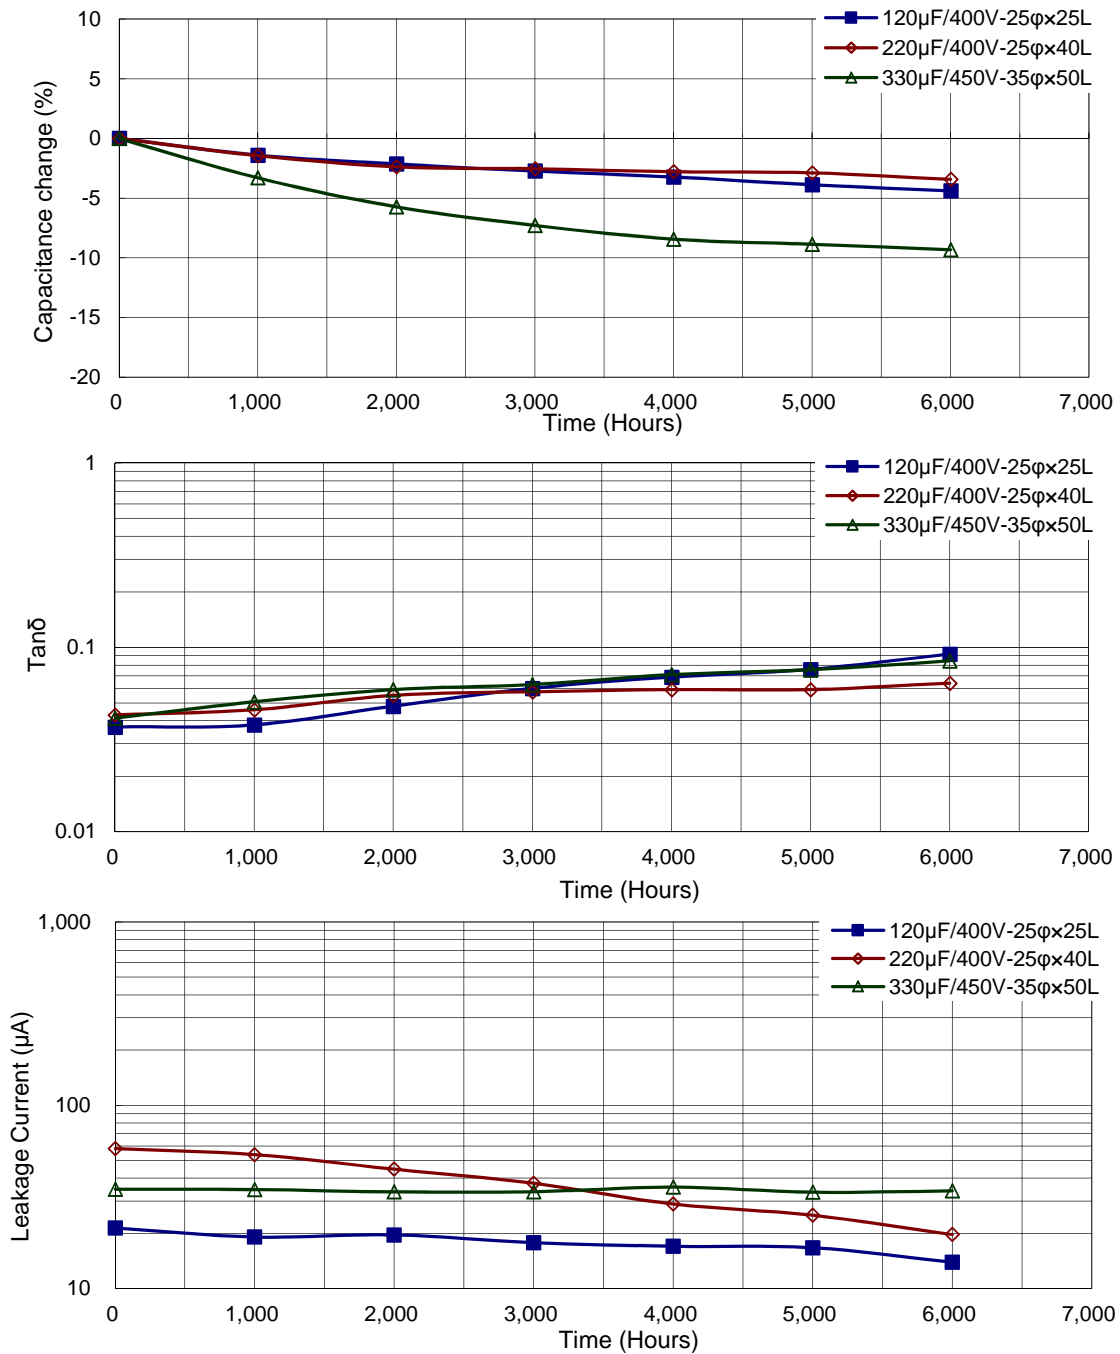 120µF/400V-25φ×25L
220µF/400V-25φ×40L
330µF/450V-35φ×50L
Capacitance change (%)
10
5
0
-5
-10
-15
-20
0 1,000 2,000 3,000 4,000 5,000 6,000 7,000
Time (Hours)
120µF/400V-25φ×25L
220µF/400V-25φ×40L
330µF/450V-35φ×50L
Tanδ
1
0.1
0.01
0 1,000 2,000 3,000 4,000 5,000 6,000 7,000
Time (Hours)
120µF/400V-25φ×25L
220µF/400V-25φ×40L
330µF/450V-35φ×50L
Leakage Current (µA)
1,000
100
10
0 1,000 2,000 3,000 4,000 5,000 6,000 7,000
Time (Hours)